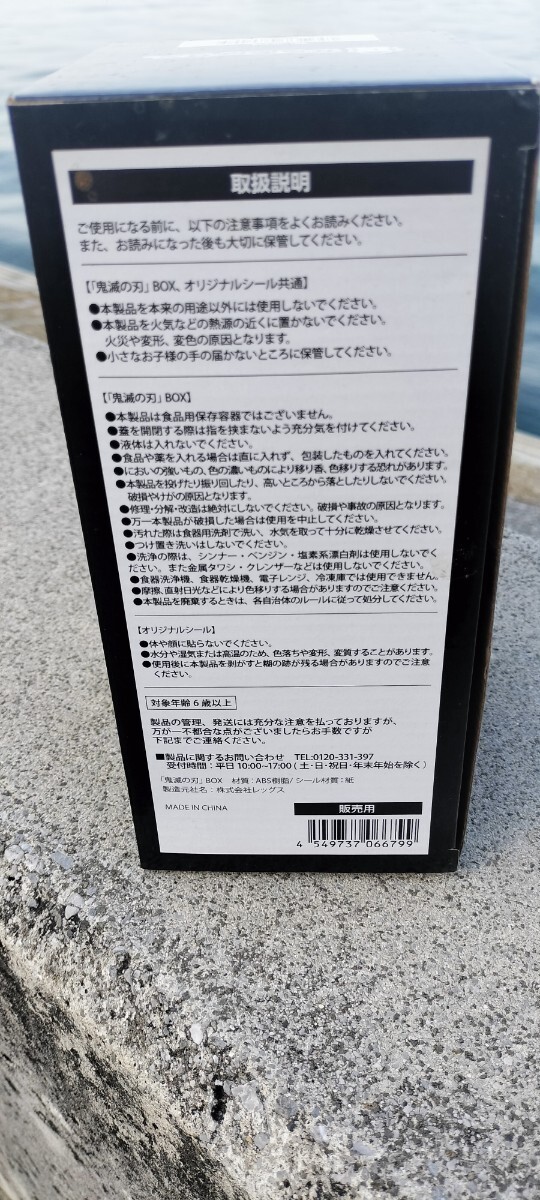 取扱説明
ご使用になる前に、以下の注意事項をよくお読みください。
また、お読みになった後も大切に保管してください。
【「鬼滅の刃」BOX、オリジナルシール共通】
●本製品を本来の用途以外には使用しないでください。
●本製品を火気などの熱源の近くに置かないでください。
火災や変形、変色の原因となります。
●小さなお子様の手の届かないところに保管してください。
【「鬼滅の刃」BOX】
●本製品は食品用保存容器ではございません。
●蓋を開閉する際は指を挟まないよう充分気を付けてください。
●液体は入れないでください。
●食品や薬を入れる場合は直に入れず、包装したものを入れてください。
●においの強いもの、色の濃いものにより移り香、色移りする恐れがあります。
●本製品を投げたり振り回したり、高いところから落としたりしないでください。
破損やけがの原因となります。
●修理・分解・改造は絶対にしないでください。破損や事故の原因となります。
●万一本製品が破損した場合は使用を中止してください。
●汚れた際は食器用洗剤で洗い、水気を取って十分に乾燥させてください。
●つけ置き洗いはしないでください。
●洗浄の際は、シンナー・ベンジン・塩素系漂白剤は使用しないでく
ださい。また金属タワシ・クレンザーなどは使用しないでください。
●食器洗浄機、食器乾燥機、電子レンジ、冷凍庫では使用できません。
●摩擦、直射日光などにより色移りする場合がありますのでご注意ください。
●本製品を廃棄するときは、各自治体のルールに従って処分してください。
【オリジナルシール】
●体や顔に貼らないでください。
●水分や湿気または高温のため、色落ちや変形、変質することがあります。
●使用後に本製品を剥がすと糊の跡が残る場合がありますのでご注意
ください。
対象年齢6歳以上
製品の管理、発送には充分な注意を払っておりますが、
万が一不都合な点がございましたらお手数ですが
下記までご連絡ください。
■製品に関するお問い合わせ TEL:0120-331-397
受付時間：平日10:00~17:00(土・日・祝日・年末年始を除く)
「鬼滅の刃」BOX 材質：ABS樹脂/シール材質：紙
製造元社名：株式会社レッグス
MADE IN CHINA
販売用
4 549737 066799